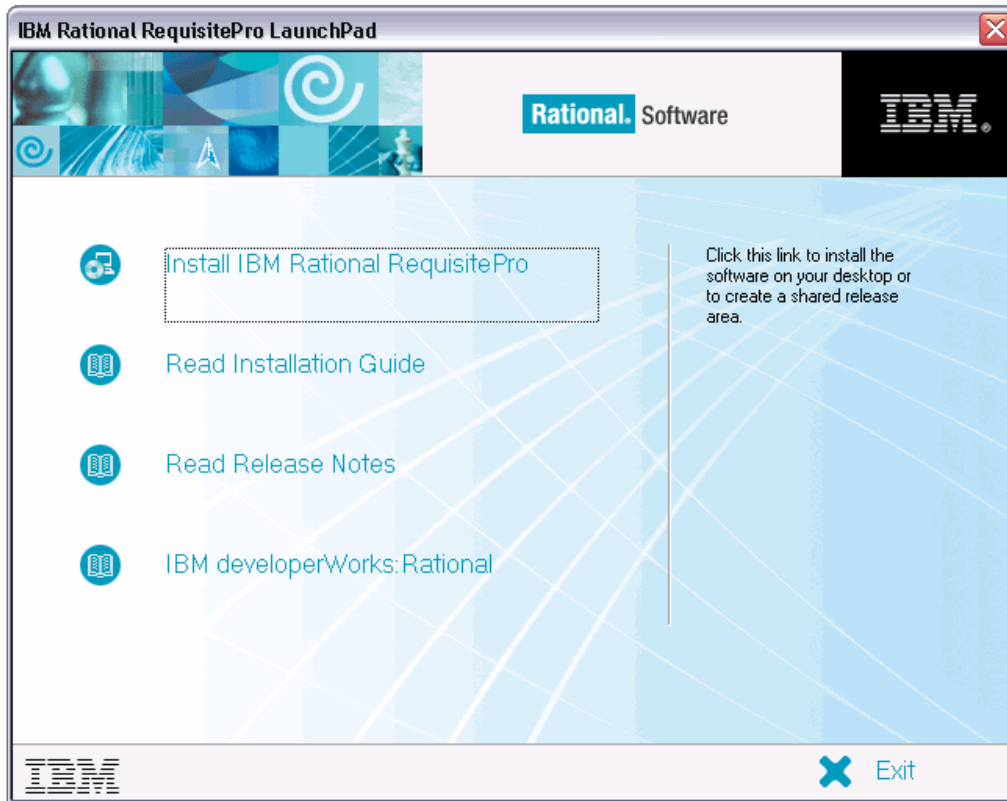 IBM Rational RequisitePro LaunchPad
Rational. Software
IBM.
Install IBM Rational RequisitePro
Click this link to install the
software on your desktop or
to create a shared release
area.
Read Installation Guide
Read Release Notes
IBM developerWorks:Rational
IBM
Exit